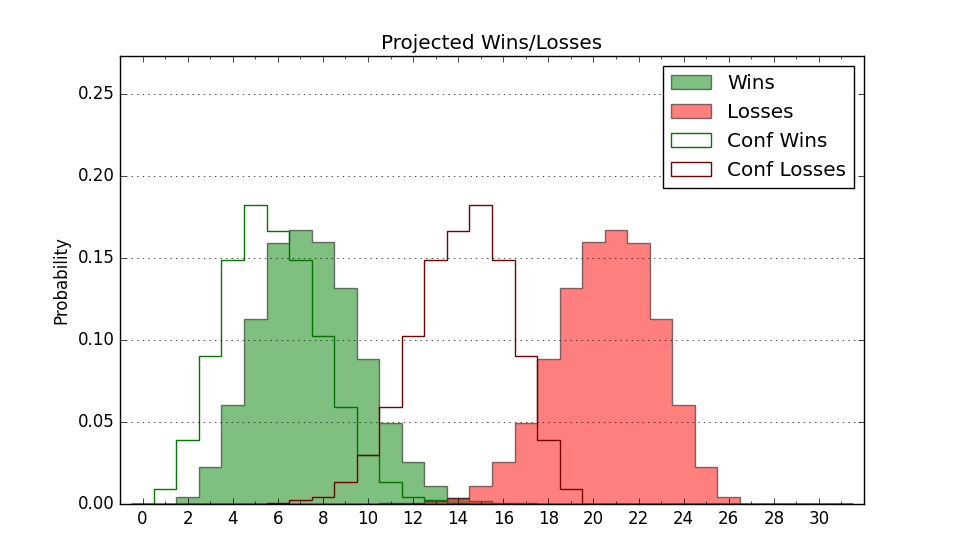 Projected Wins/Losses
Wins
Losses
Conf Wins
Conf Losses
Probability
0.25
0.20
0.15
0.10
0.05
0.00
0 2 4 6 8 10 12 14 16 18 20 22 24 26 28 30